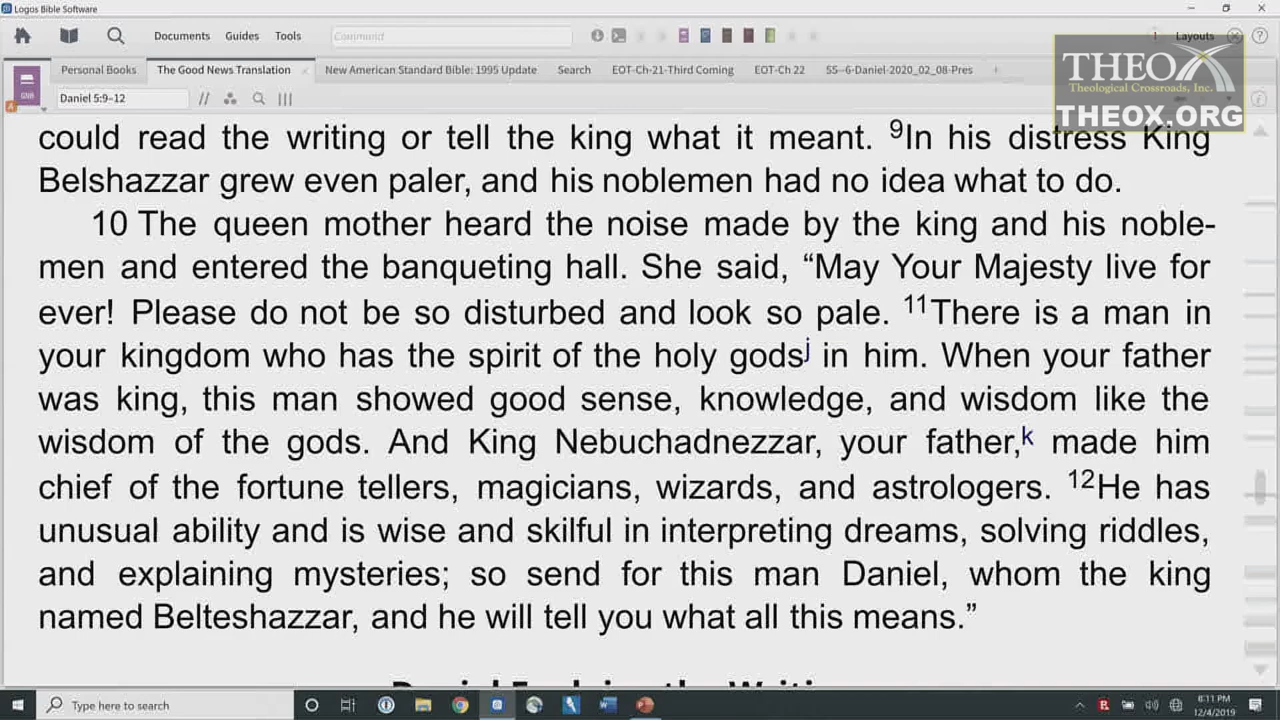 Logos Bible Software
Documents Guides Tools Command Layouts
THEOX
Theological Crossroads, Inc.
THEOX.ORG
Personal Books The Good News Translation New American Standard Bible: 1995 Update Search EOT-Ch-21-Third Coming EOT-Ch 22 SS--6-Daniel-2020_02_08-Pres
GNB
Daniel 5:9–12
could read the writing or tell the king what it meant. 9In his distress King
Belshazzar grew even paler, and his noblemen had no idea what to do.
10 The queen mother heard the noise made by the king and his noble-
men and entered the banqueting hall. She said, “May Your Majesty live for
ever! Please do not be so disturbed and look so pale. 11There is a man in
your kingdom who has the spirit of the holy godsj in him. When your father
was king, this man showed good sense, knowledge, and wisdom like the
wisdom of the gods. And King Nebuchadnezzar, your father,k made him
chief of the fortune tellers, magicians, wizards, and astrologers. 12He has
unusual ability and is wise and skilful in interpreting dreams, solving riddles,
and explaining mysteries; so send for this man Daniel, whom the king
named Belteshazzar, and he will tell you what all this means.”
Type here to search
8:11 PM
12/4/2019